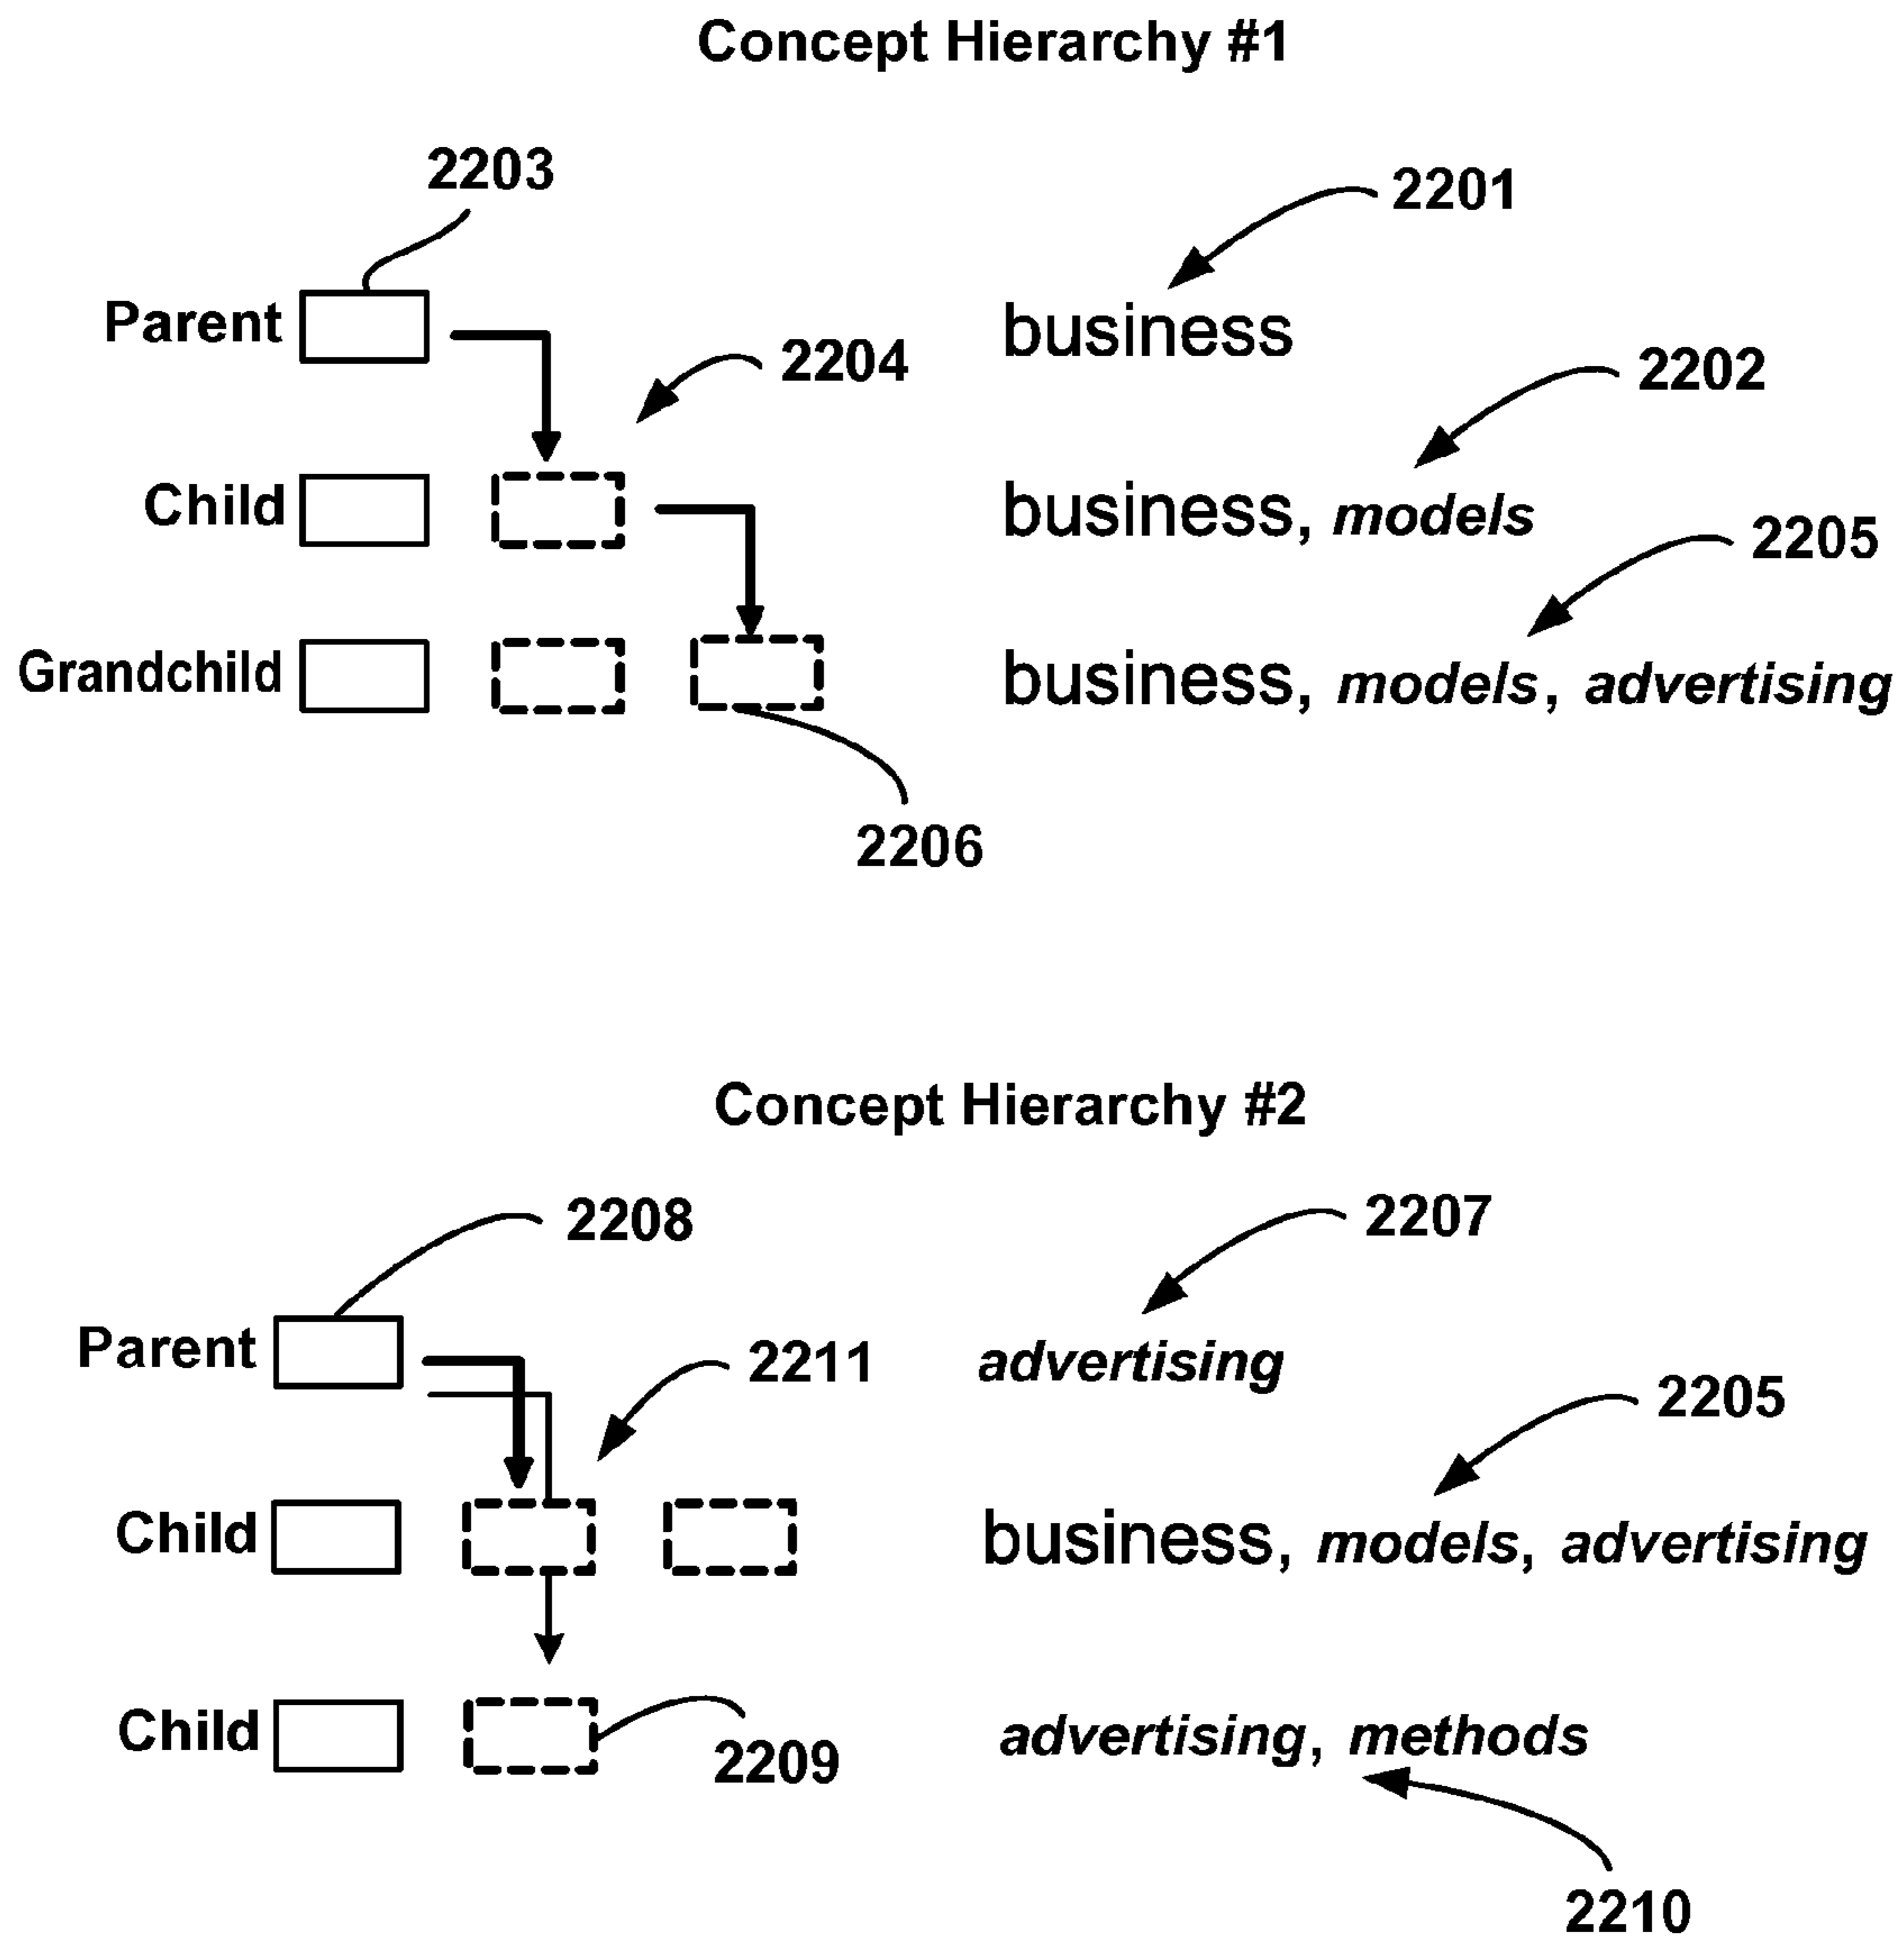 Concept Hierarchy #1
2203
2201
Parent
business
2204
2202
Child
business, models
2205
Grandchild
business, models, advertising
2206
Concept Hierarchy #2
2208
2207
Parent
2211
advertising
2205
Child
business, models, advertising
Child
advertising, methods
2209
2210